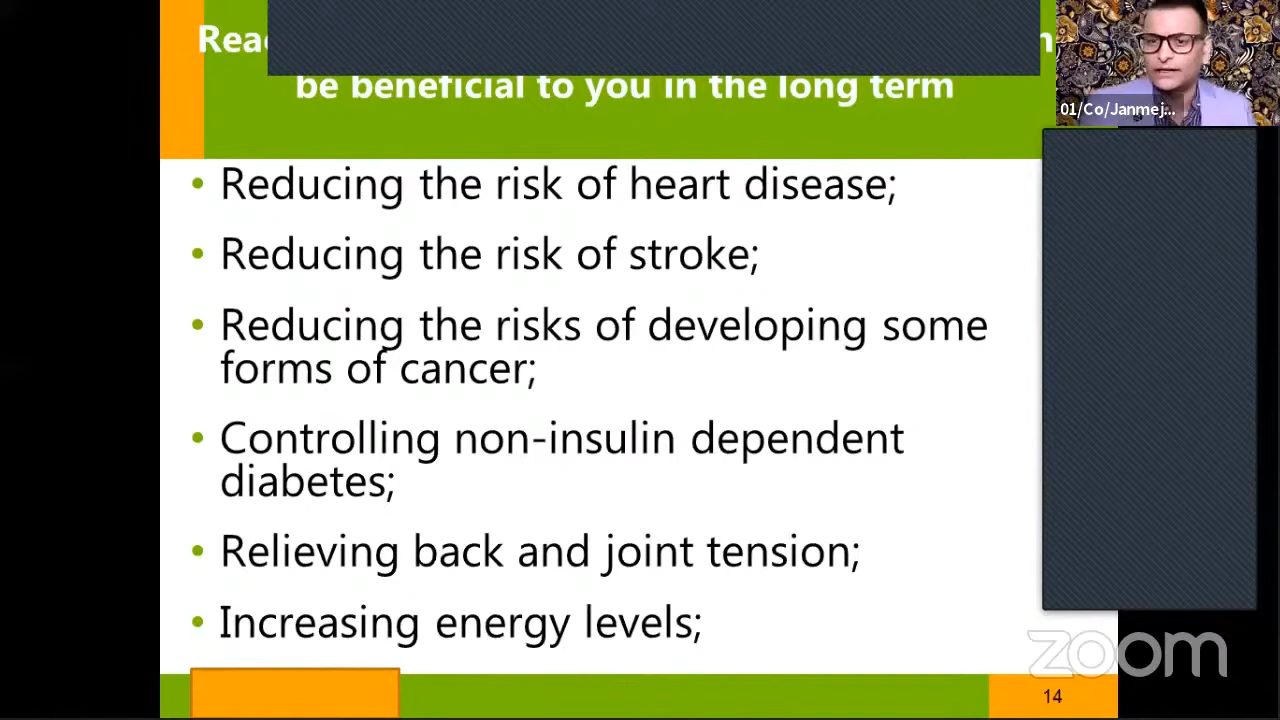 be beneficial to you in the long term
01/Co/Janmej...
• Reducing the risk of heart disease;
• Reducing the risk of stroke;
• Reducing the risks of developing some
forms of cancer;
• Controlling non-insulin dependent
diabetes;
• Relieving back and joint tension;
• Increasing energy levels;
zoom
14